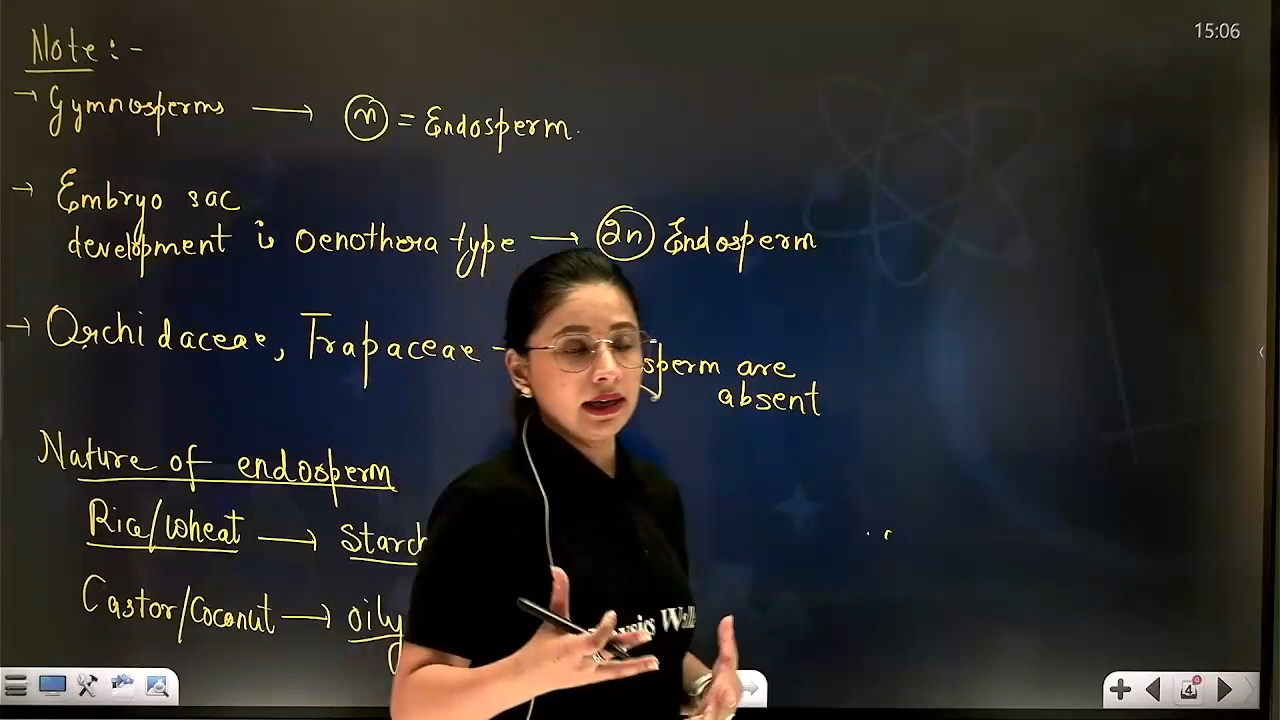 15:06
Note :-
→ Gymnosperms → n = Endosperm.
→ Embryo sac
development is Oenothera type → 2n Endosperm
→ Orchidaceae, Trapaceae →
sperm are
absent
Nature of endosperm
Rice/wheat → Starch
Castor/Coconut → oily
4